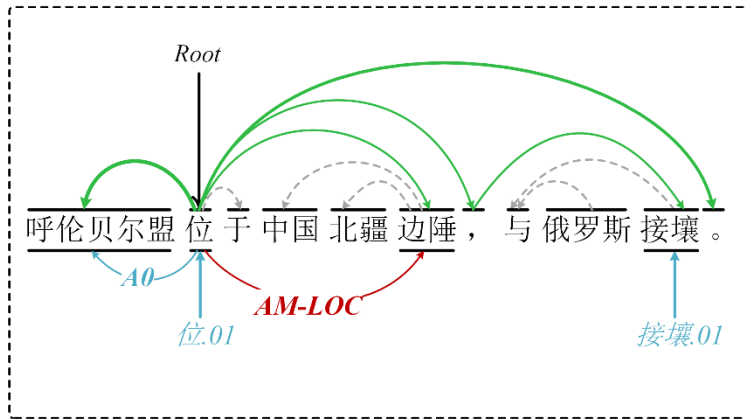 Root
呼伦贝尔盟 位 于 中国 北疆 边陲 ， 与 俄罗斯 接壤 。
A0
AM-LOC
位.01 接壤.01